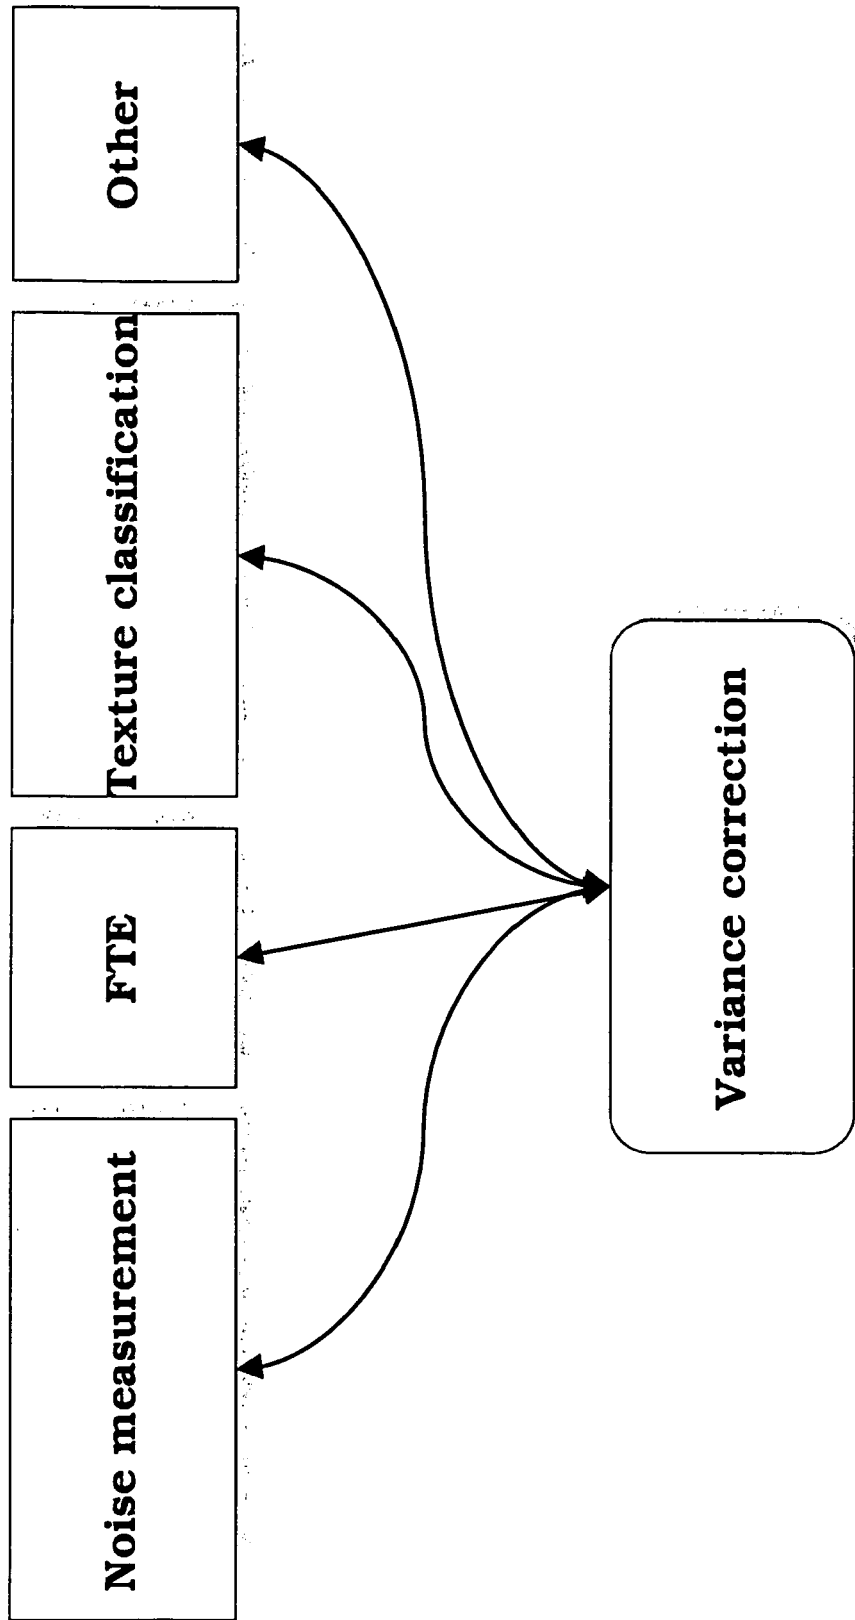 Noise measurement
FTE
Texture classification
Other
Variance correction